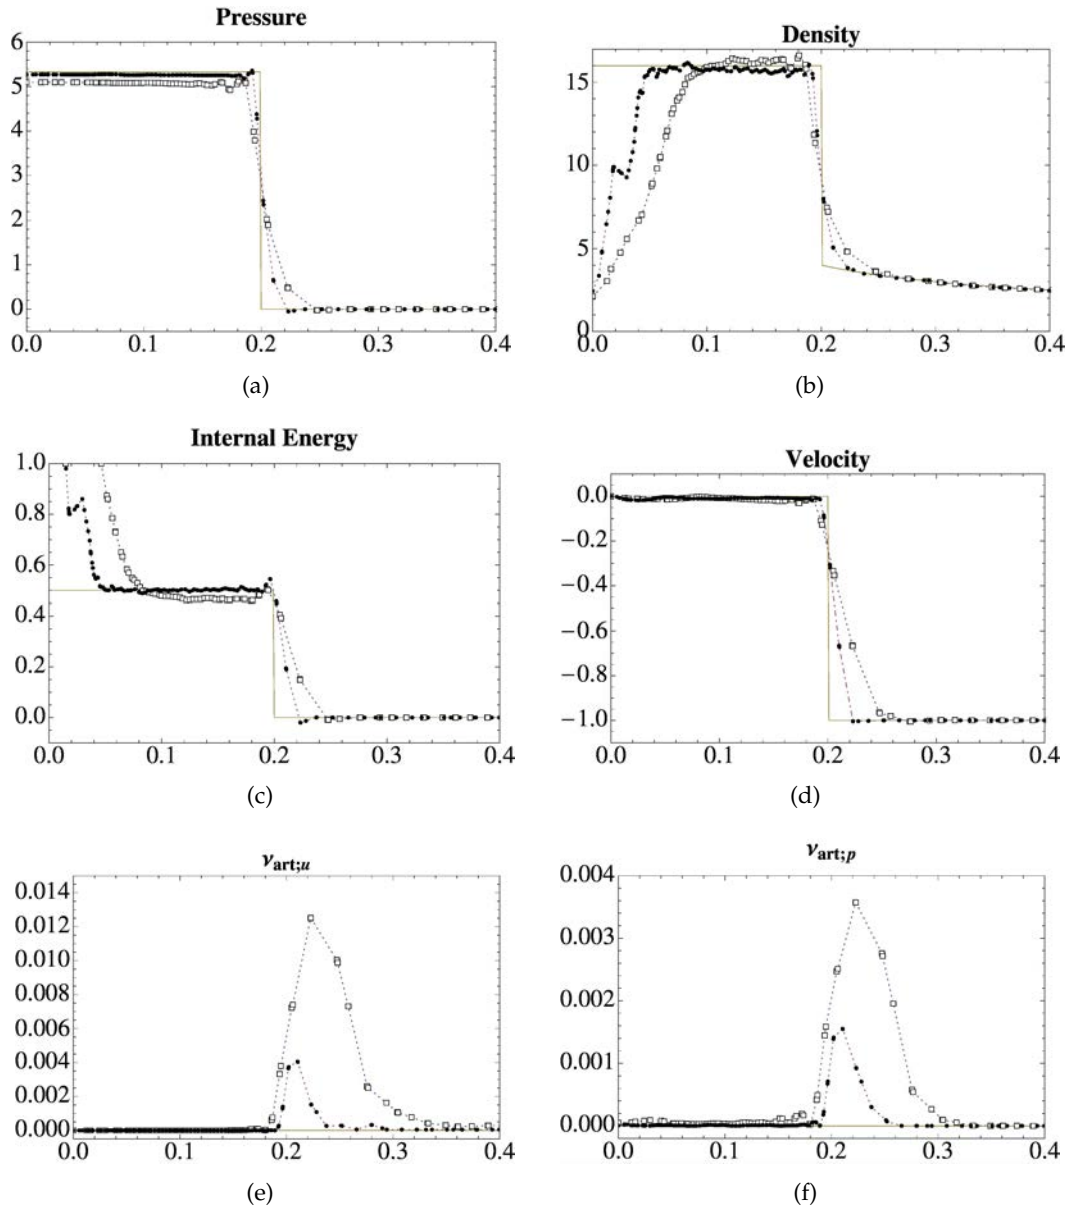 Pressure
6
5
4
3
2
1
0
0.0 0.1 0.2 0.3 0.4
(a)
Density
15
10
5
0
0.0 0.1 0.2 0.3 0.4
(b)
Internal Energy
1.0
0.8
0.6
0.4
0.2
0.0
0.0 0.1 0.2 0.3 0.4
(c)
Velocity
0.0
−0.2
−0.4
−0.6
−0.8
−1.0
0.0 0.1 0.2 0.3 0.4
(d)
ν art;u
0.014
0.012
0.010
0.008
0.006
0.004
0.002
0.000
0.0 0.1 0.2 0.3 0.4
(e)
ν art;p
0.004
0.003
0.002
0.001
0.000
0.0 0.1 0.2 0.3 0.4
(f)